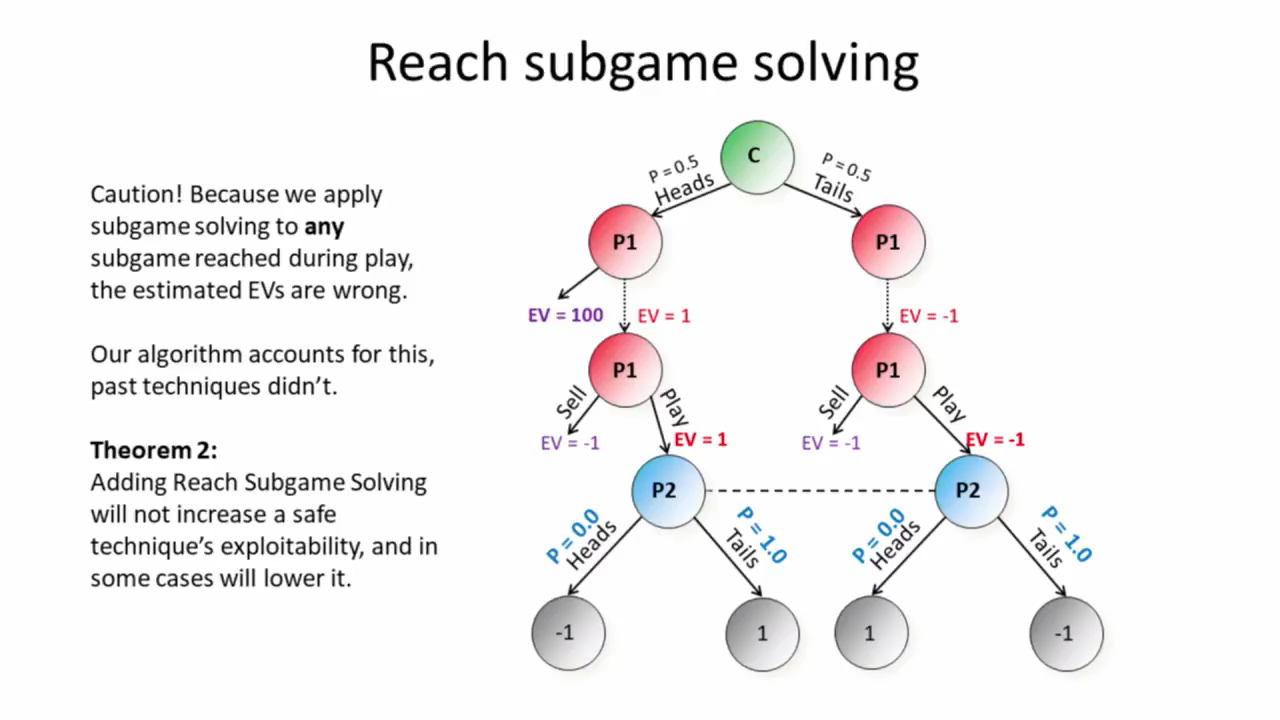 Reach subgame solving
Caution! Because we apply
subgame solving to any
subgame reached during play,
the estimated EVs are wrong.
Our algorithm accounts for this,
past techniques didn't.
Theorem 2:
Adding Reach Subgame Solving
will not increase a safe
technique's exploitability, and in
some cases will lower it.
C
P = 0.5
Heads
P = 0.5
Tails
P1
P1
EV = 100
EV = 1
EV = -1
P1
P1
Sell
Play
Sell
Play
EV = -1
EV = 1
EV = -1
EV = -1
P2
P2
P = 0.0
Heads
P = 1.0
Tails
P = 0.0
Heads
P = 1.0
Tails
-1
1
1
-1